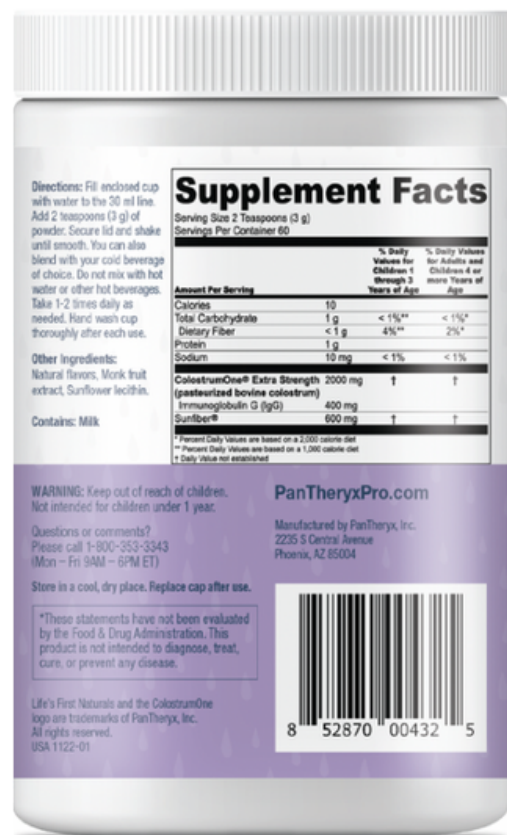 Directions: Fill enclosed cup
with water to the 30 ml line.
Add 2 teaspoons (3 g) of
powder. Secure lid and shake
until smooth. You can also
blend with your cold beverage
of choice. Do not mix with hot
water or other hot beverages.
Take 1-2 times daily as
needed. Hand wash cup
thoroughly after each use.
Other Ingredients:
Natural flavors, Monk fruit
extract, Sunflower lecithin.
Contains: Milk
Supplement Facts
Serving Size 2 Teaspoons (3 g)
Servings Per Container 60
Amount Per Serving
% Daily Values for Children 1 through 3 Years of Age
% Daily Values for Adults and Children 4 or more Years of Age
Calories 10
Total Carbohydrate 1 g < 1%** < 1%*
Dietary Fiber < 1 g 4%** 2%*
Protein 1 g
Sodium 10 mg < 1% < 1%
ColostrumOne® Extra Strength 2000 mg † †
(pasteurized bovine colostrum)
Immunoglobulin G (IgG) 400 mg
Sunfiber® 600 mg † †
* Percent Daily Values are based on a 2,000 calorie diet
** Percent Daily Values are based on a 1,000 calorie diet
† Daily Value not established
WARNING: Keep out of reach of children.
Not intended for children under 1 year.
Questions or comments?
Please call 1-800-353-3343
(Mon – Fri 9AM – 6PM ET)
Store in a cool, dry place. Replace cap after use.
*These statements have not been evaluated
by the Food & Drug Administration. This
product is not intended to diagnose, treat,
cure, or prevent any disease.
Life's First Naturals and the ColostrumOne
logo are trademarks of PanTheryx, Inc.
All rights reserved.
USA 1122-01
PanTheryxPro.com
Manufactured by PanTheryx, Inc.
2235 S Central Avenue
Phoenix, AZ 85004
8 52870 00432 5